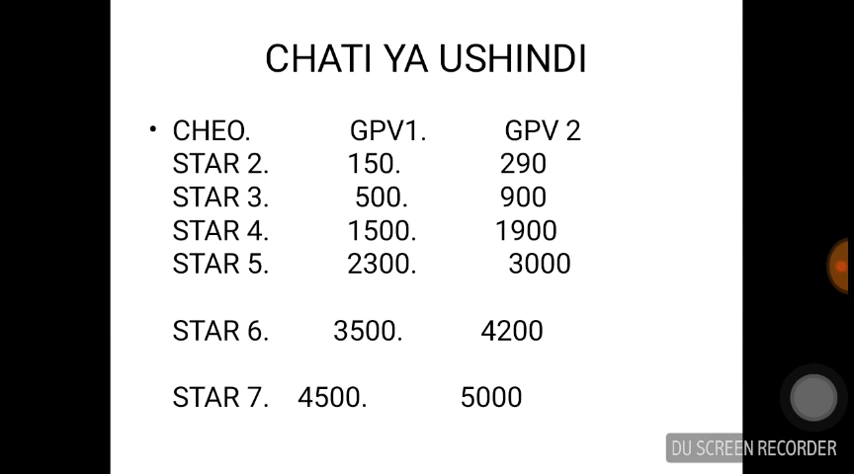 CHATI YA USHINDI
• CHEO. GPV1. GPV 2
STAR 2. 150. 290
STAR 3. 500. 900
STAR 4. 1500. 1900
STAR 5. 2300. 3000
STAR 6. 3500. 4200
STAR 7. 4500. 5000
DU SCREEN RECORDER